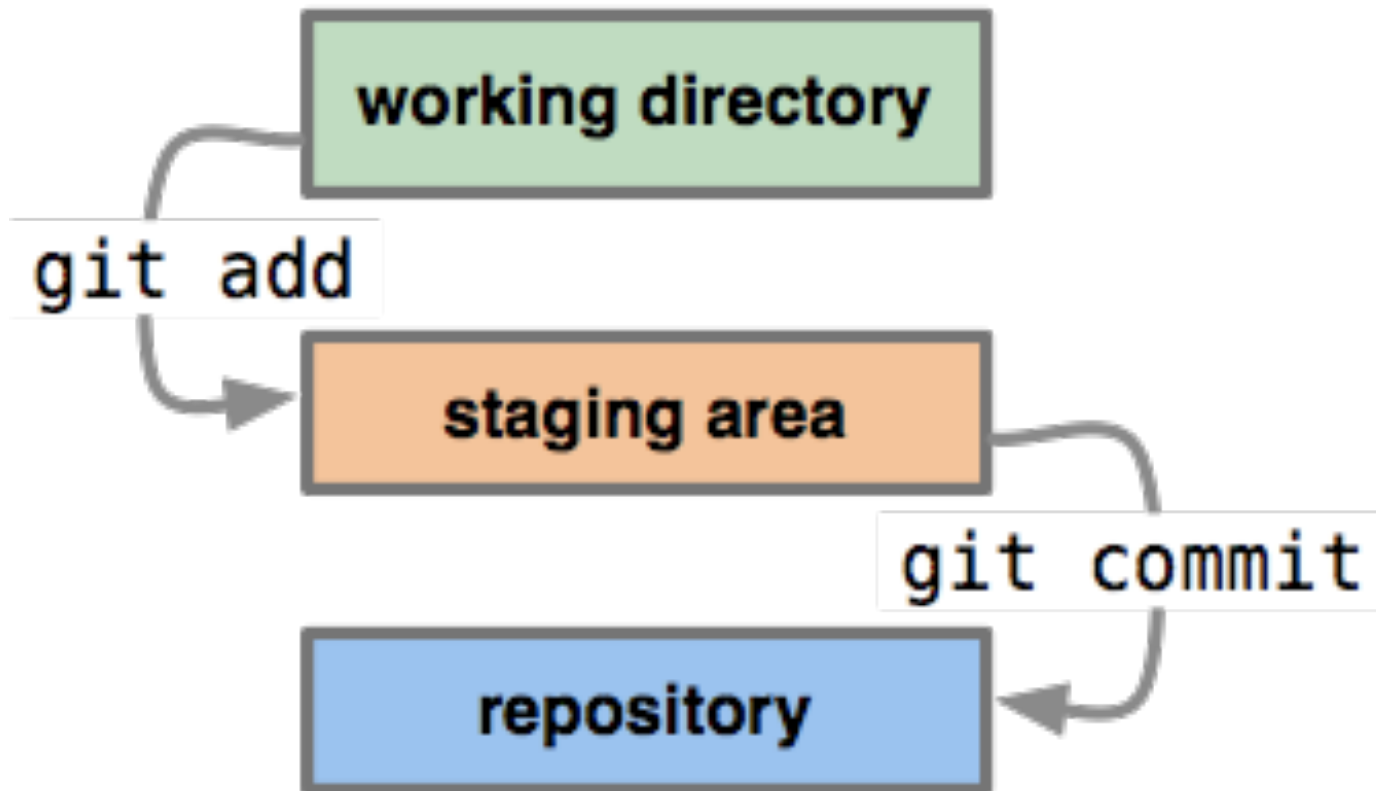 working directory
git add
staging area
git commit
repository